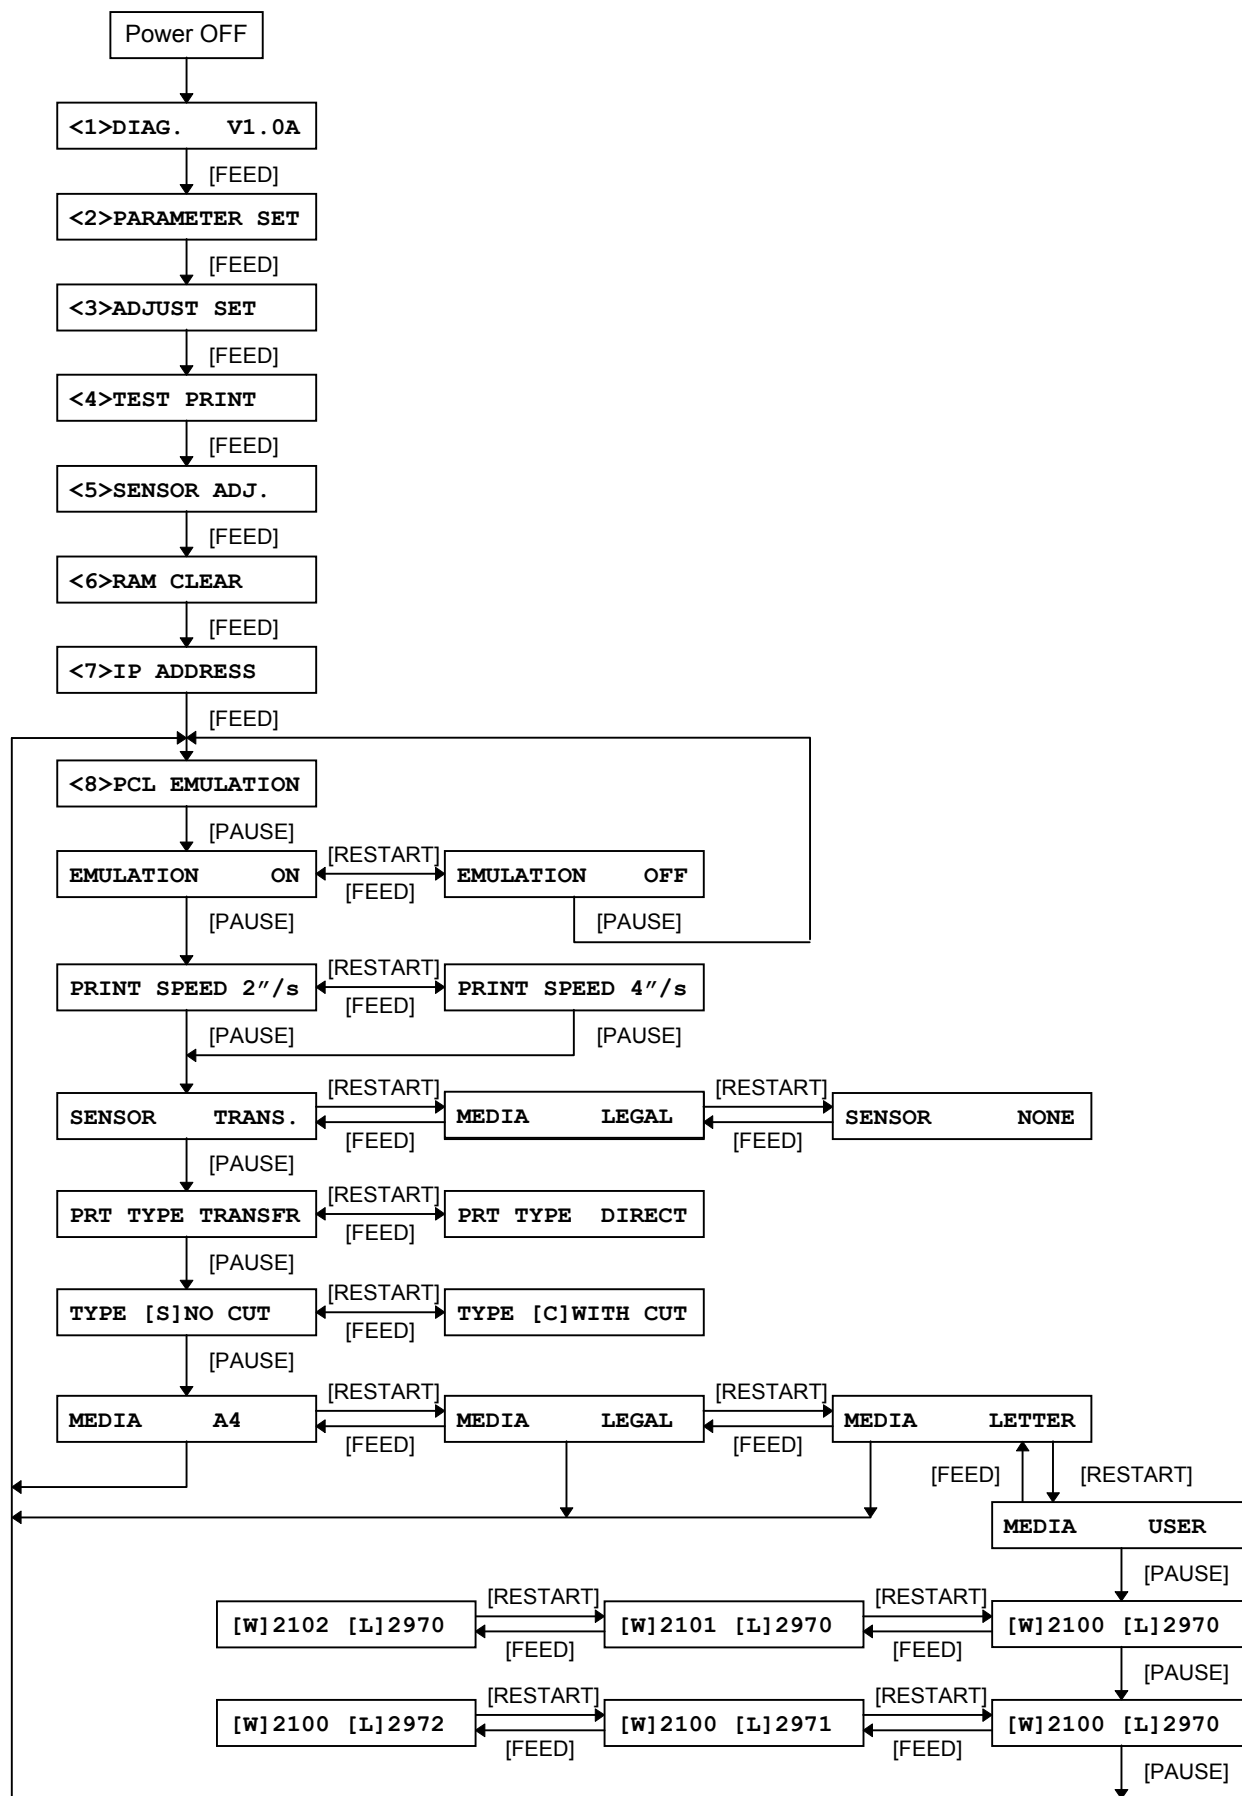 Power OFF
<1>DIAG. V1.0A
[FEED]
<2>PARAMETER SET
[FEED]
<3>ADJUST SET
[FEED]
<4>TEST PRINT
[FEED]
<5>SENSOR ADJ.
[FEED]
<6>RAM CLEAR
[FEED]
<7>IP ADDRESS
[FEED]
<8>PCL EMULATION
[PAUSE]
[RESTART]
EMULATION ON EMULATION OFF
[FEED]
[PAUSE] [PAUSE]
[RESTART]
PRINT SPEED 2″/s PRINT SPEED 4″/s
[FEED]
[PAUSE] [PAUSE]
[RESTART] [RESTART]
SENSOR TRANS. MEDIA LEGAL SENSOR NONE
[FEED] [FEED]
[PAUSE]
[RESTART]
PRT TYPE TRANSFR PRT TYPE DIRECT
[FEED]
[PAUSE]
[RESTART]
TYPE [S]NO CUT TYPE [C]WITH CUT
[FEED]
[PAUSE]
[RESTART] [RESTART]
MEDIA A4 MEDIA LEGAL MEDIA LETTER
[FEED] [FEED]
[FEED] [RESTART]
MEDIA USER
[PAUSE]
[RESTART] [RESTART]
[W]2102 [L]2970 [W]2101 [L]2970 [W]2100 [L]2970
[FEED] [FEED]
[PAUSE]
[RESTART] [RESTART]
[W]2100 [L]2972 [W]2100 [L]2971 [W]2100 [L]2970
[FEED] [FEED]
[PAUSE]